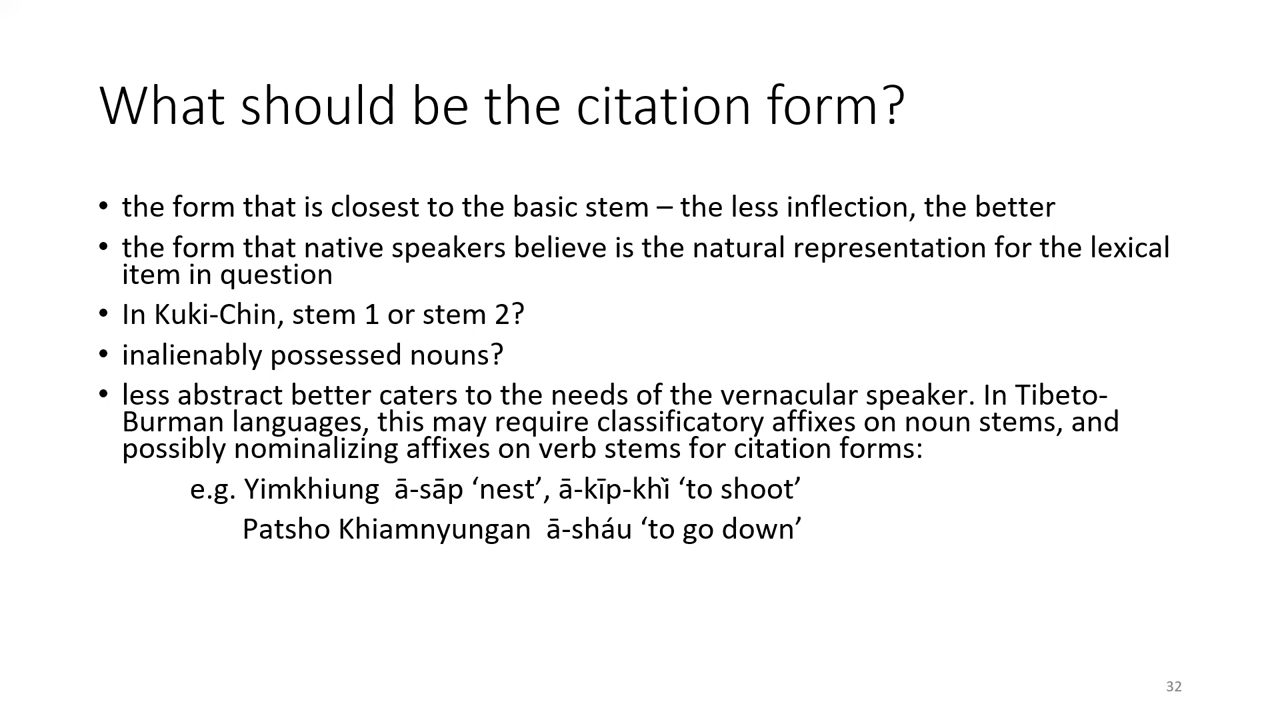 What should be the citation form?
• the form that is closest to the basic stem – the less inflection, the better
• the form that native speakers believe is the natural representation for the lexical
item in question
• In Kuki-Chin, stem 1 or stem 2?
• inalienably possessed nouns?
• less abstract better caters to the needs of the vernacular speaker. In Tibeto-
Burman languages, this may require classificatory affixes on noun stems, and
possibly nominalizing affixes on verb stems for citation forms:
e.g. Yimkhiung ā-sāp ‘nest’, ā-kīp-khì ‘to shoot’
Patsho Khiamnyungan ā-sháu ‘to go down’
32